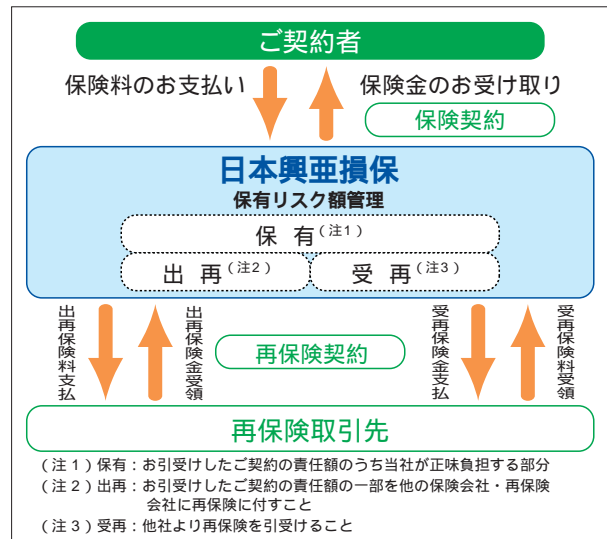 ご契約者
保険料のお支払い
保険金のお受け取り
保険契約
日本興亜損保
保有リスク額管理
保 有(注1)
出 再(注2)
受 再(注3)
出再保険料支払
出再保険金受領
再保険契約
受再保険金支払
受再保険料受領
再保険取引先
(注1)保有:お引受けしたご契約の責任額のうち当社が正味負担する部分
(注2)出再:お引受けしたご契約の責任額の一部を他の保険会社・再保険
会社に再保険に付すこと
(注3)受再:他社より再保険を引受けること